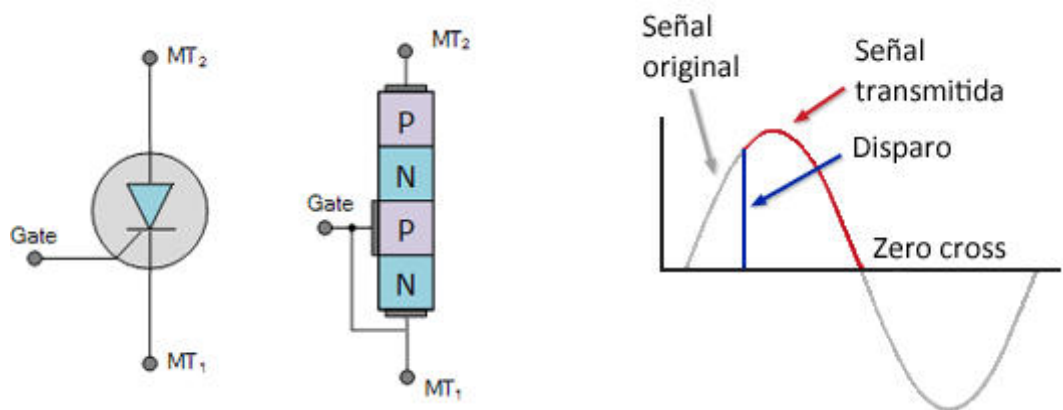 MT₂
Gate
MT₁
MT₂
P
N
P
N
Gate
MT₁
Señal
original
Señal
transmitida
Disparo
Zero cross